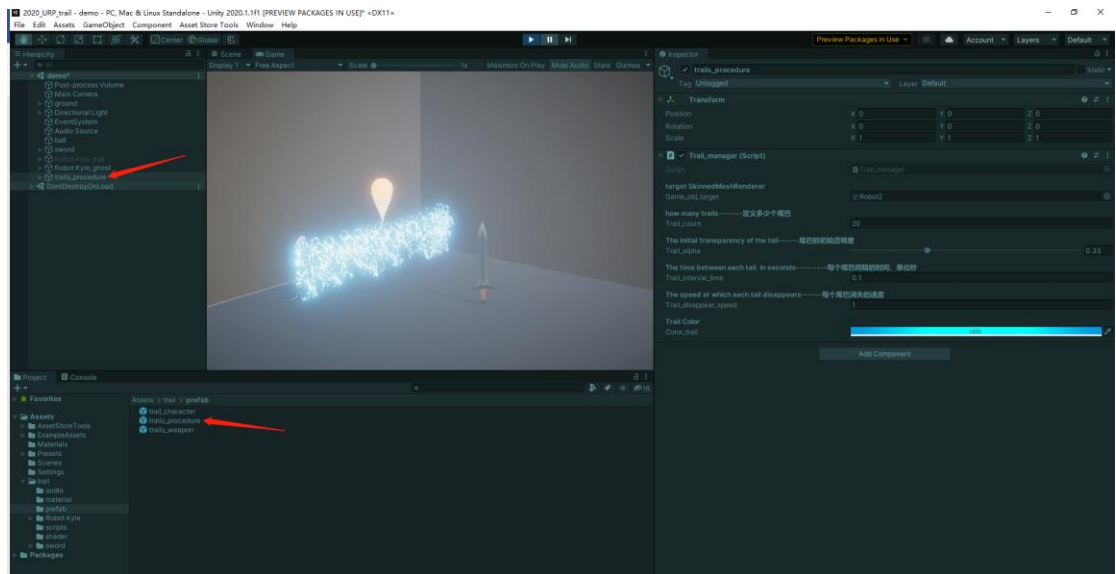 2020_URP_trail - demo - PC, Mac & Linux Standalone - Unity 2020.1.1f1 [PREVIEW PACKAGES IN USE]* <DX11>
File Edit Assets GameObject Component Asset Store Tools Window Help
Center Global Preview Packages in Use Account Layers Default
Hierarchy
Scene Game
Inspector
All
Display 1 Free Aspect Scale 1x Maximize On Play Mute Audio Stats Gizmos
trails_procedure Static
demo*
Tag Untagged Layer Default
Post-process Volume
Main Camera
ground
Directional Light
EventSystem
Audio Source
ball
sword
Robot Kyle_trail
Robot Kyle_ghost
trails_procedure
DontDestroyOnLoad
Transform
Position X 0 Y 0 Z 0
Rotation X 0 Y 0 Z 0
Scale X 1 Y 1 Z 1
Trail_manager (Script)
Script Trail_manager
target SkinnedMeshRenderer
Game_obj_target Robot2
how many trails-------定义多少个尾巴
Trail_count 20
The initial transparency of the tail------尾巴的初始透明度
Trail_alpha 0.33
The time between each tail, in seconds---------每个尾巴间隔的时间，单位秒
Trail_interval_time 0.1
The speed at which each tail disappears------每个尾巴消失的速度
Trail_disappear_speed 1
Trail Color
Color_trail HDR
Add Component
Project Console
10
Favorites
Assets > trail > prefab
Assets
AssetStoreTools
ExampleAssets
Materials
Presets
Scenes
Settings
trail
audio
material
prefab
Robot Kyle
scripts
shader
sword
Packages
trail_character
trails_procedure
trails_weapon